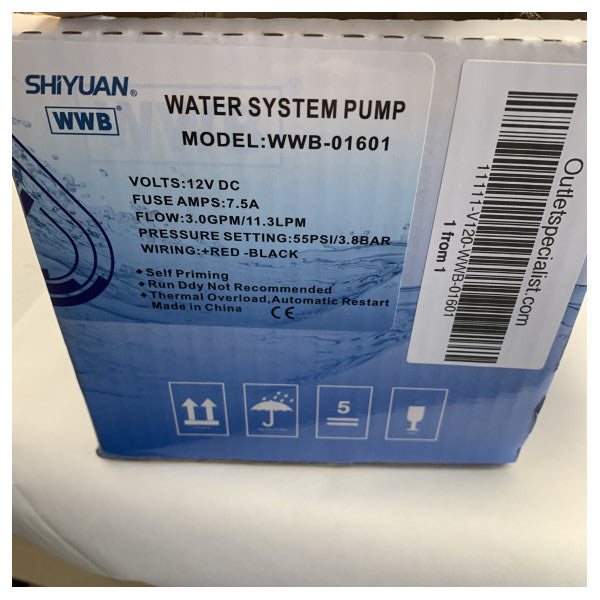 SHIYUAN®
WWB®
WATER SYSTEM PUMP
MODEL:WWB-01601
VOLTS:12V DC
FUSE AMPS:7.5A
FLOW:3.0GPM/11.3LPM
PRESSURE SETTING:55PSI/3.8BAR
WIRING:+RED -BLACK
◆ Self Priming
◆ Run Ddy Not Recommended
◆ Thermal Overload,Automatic Restart
Made in China CE
5
Outletspecialist.com
11111-V120-WWB-01601
1 from 1